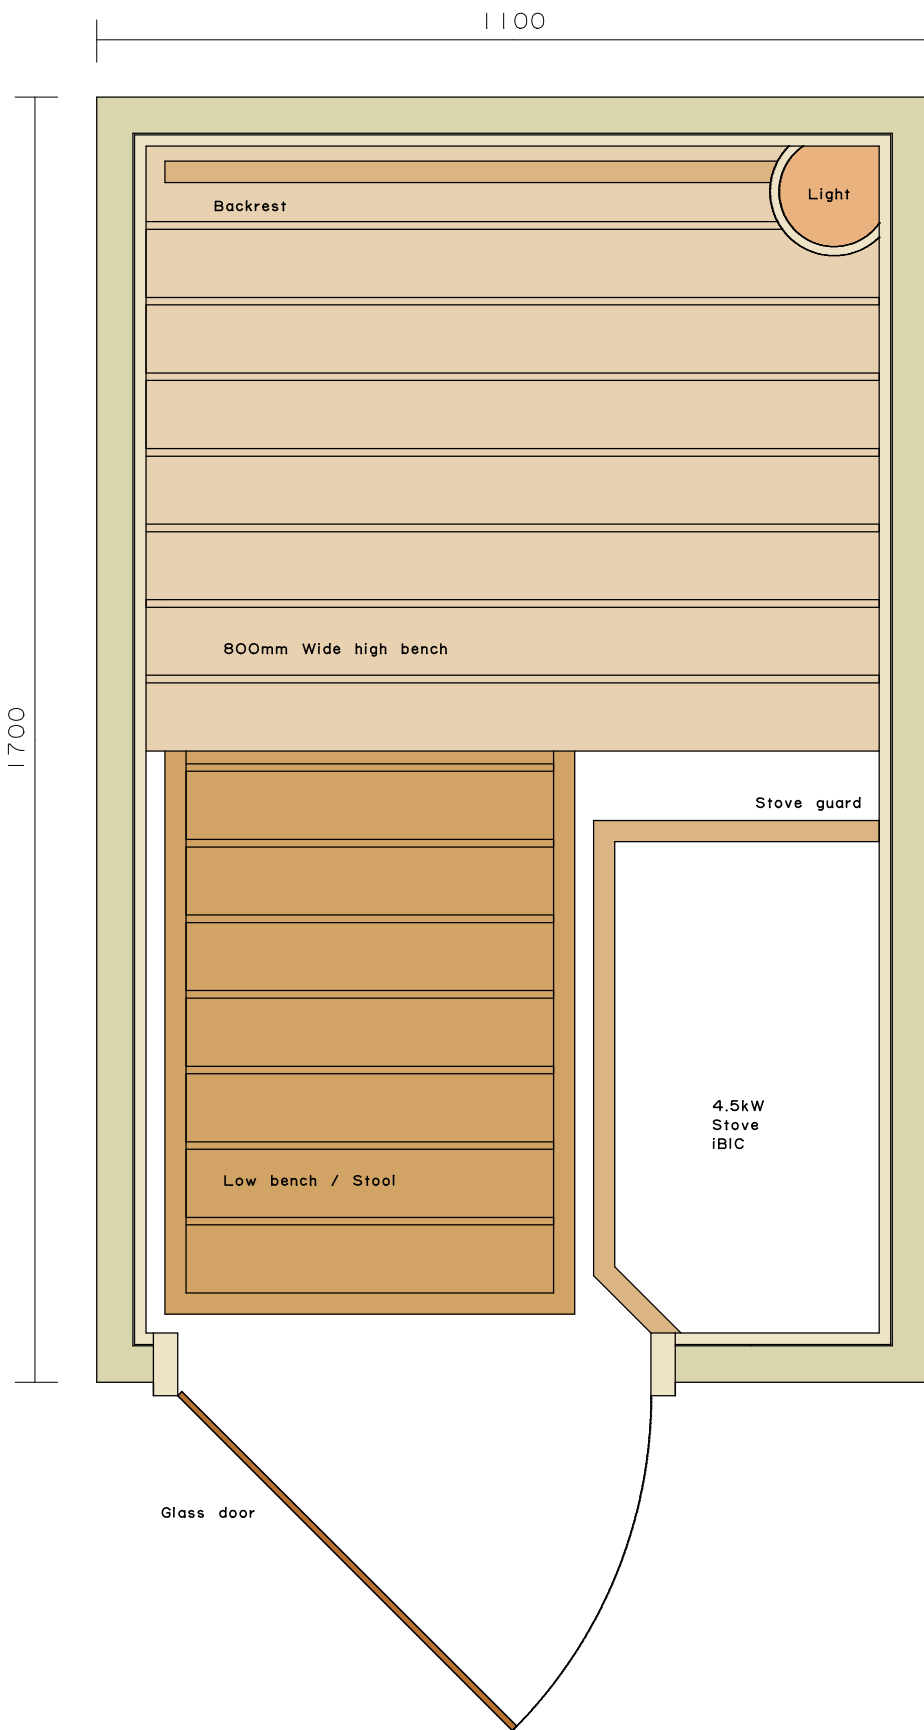 1100
Light
Backrest
800mm Wide high bench
1700
Stove guard
4.5kW
Stove
iBIC
Low bench / Stool
Glass door